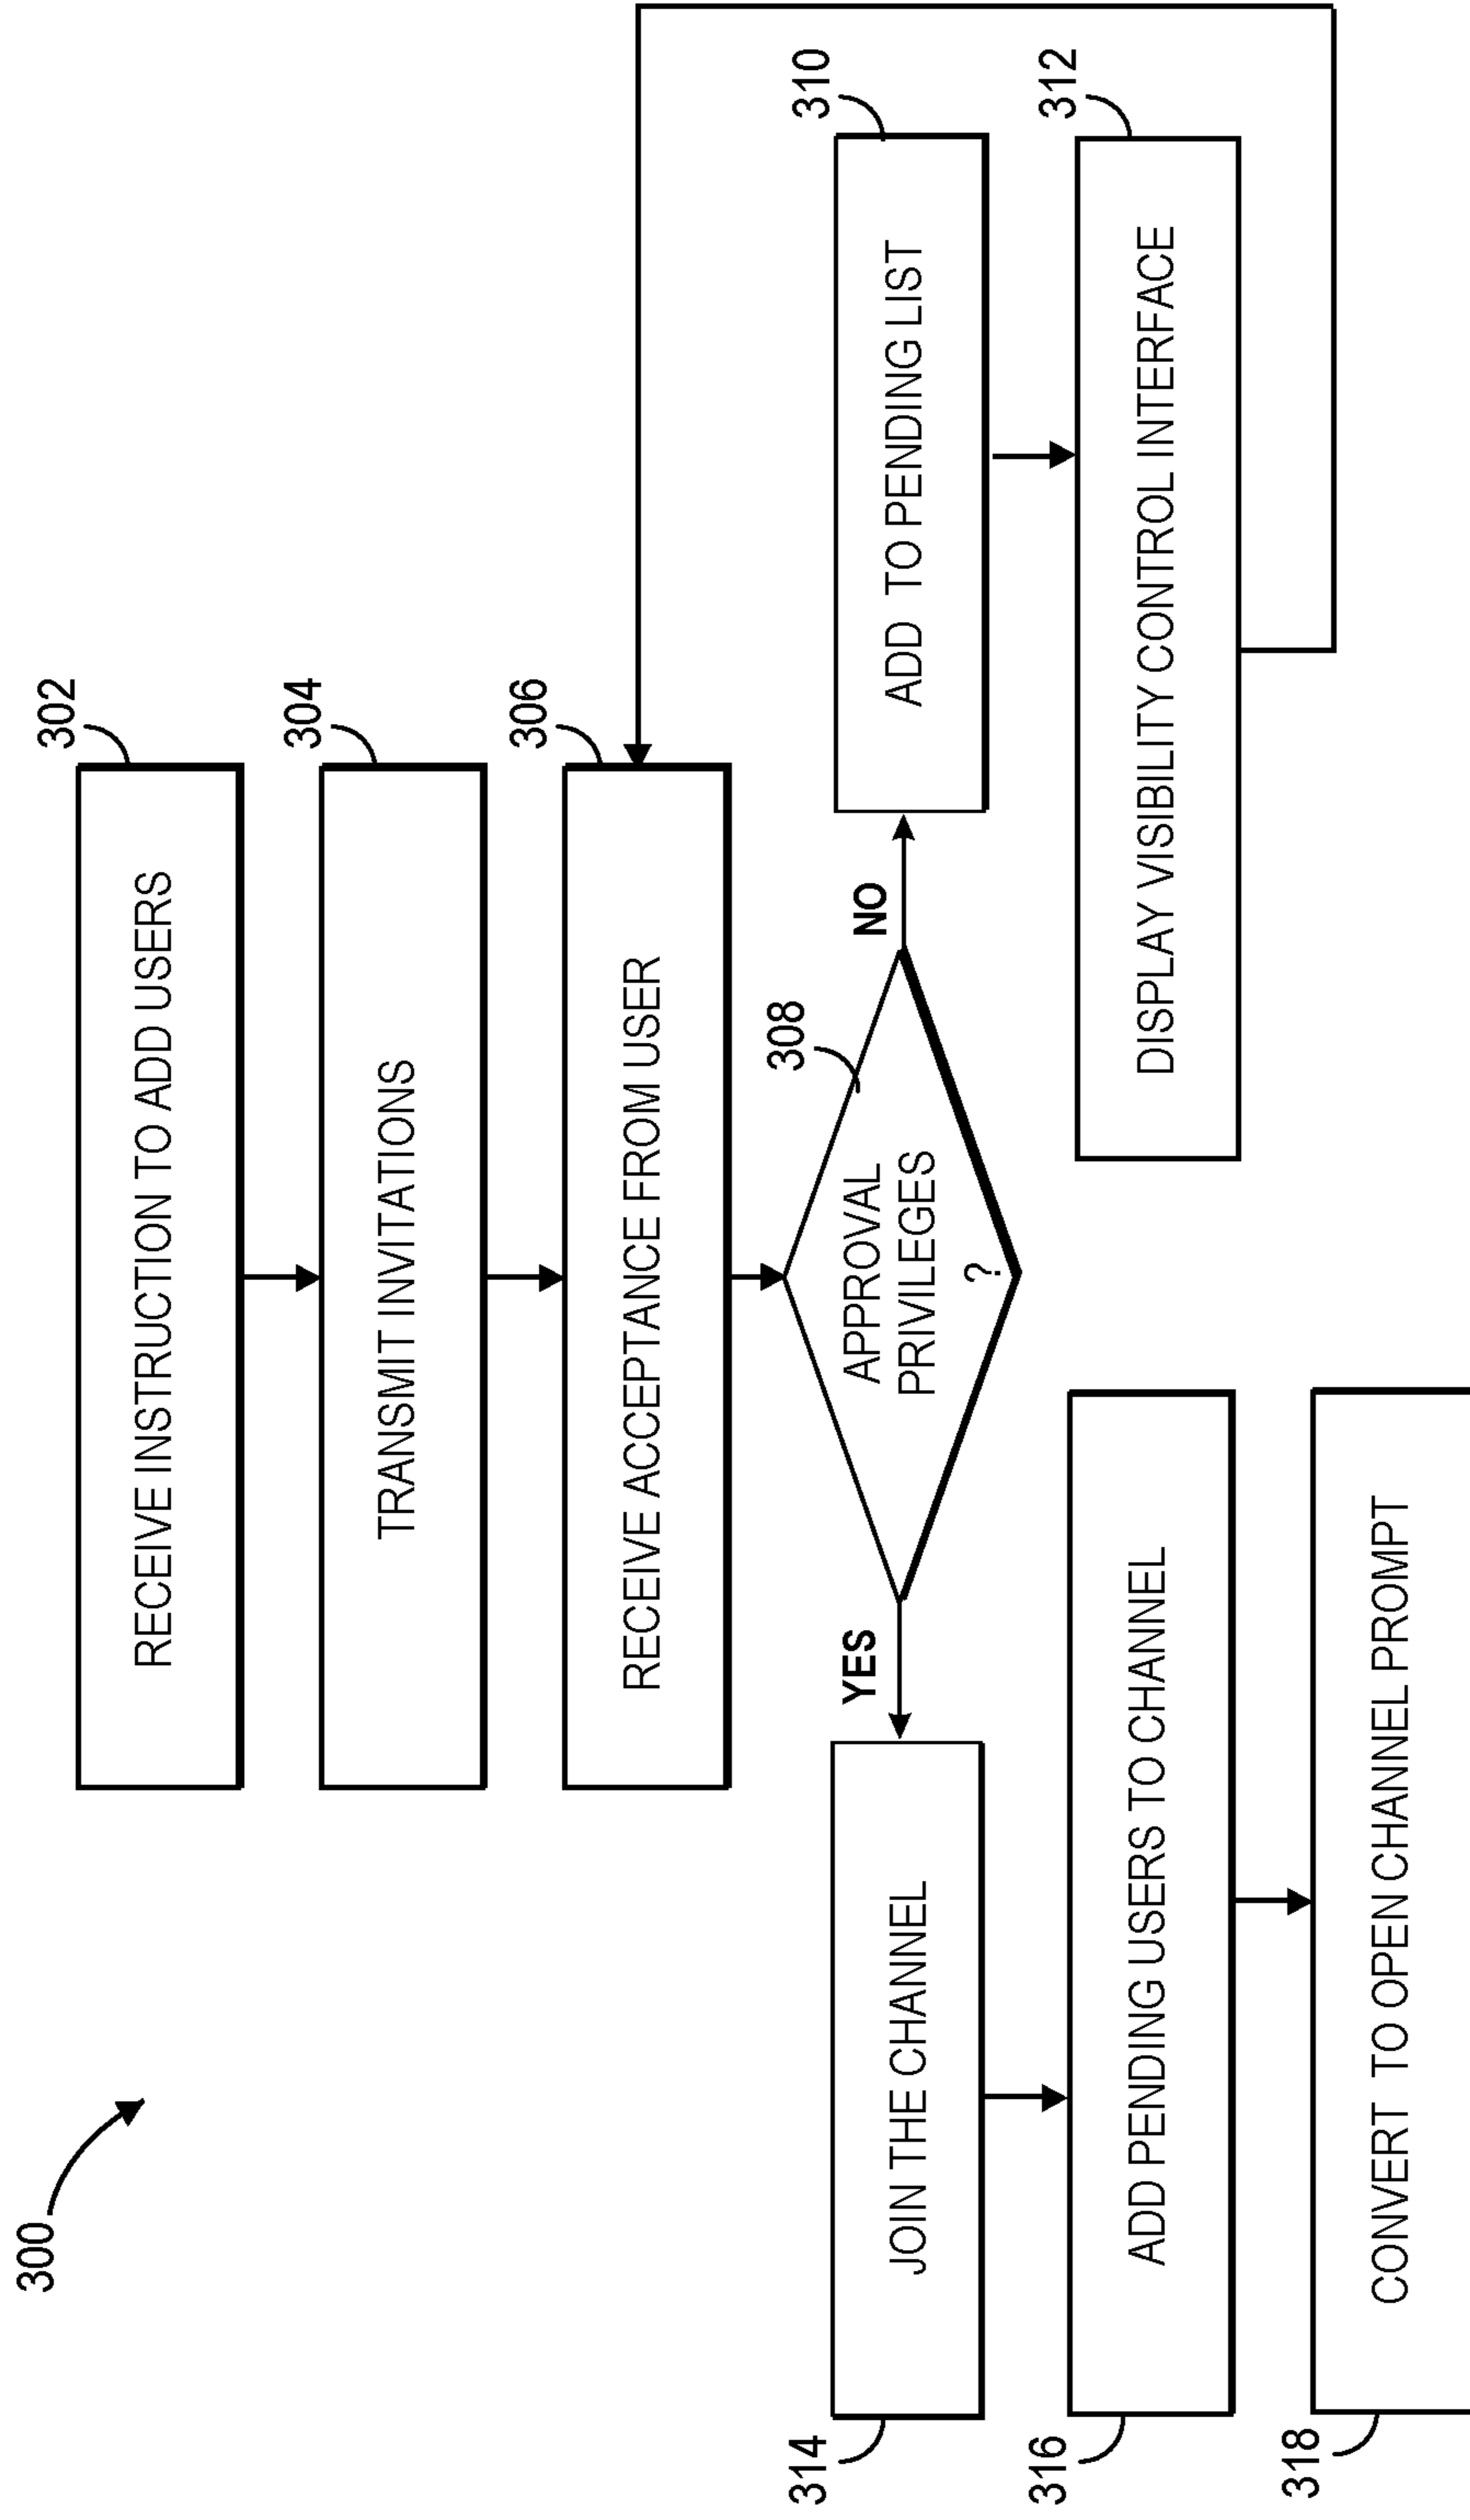 300
RECEIVE INSTRUCTION TO ADD USERS
302
TRANSMIT INVITATIONS
304
RECEIVE ACCEPTANCE FROM USER
306
308
APPROVAL
PRIVILEGES
?
YES
NO
JOIN THE CHANNEL
314
ADD TO PENDING LIST
310
ADD PENDING USERS TO CHANNEL
316
DISPLAY VISIBILITY CONTROL INTERFACE
312
CONVERT TO OPEN CHANNEL PROMPT
318